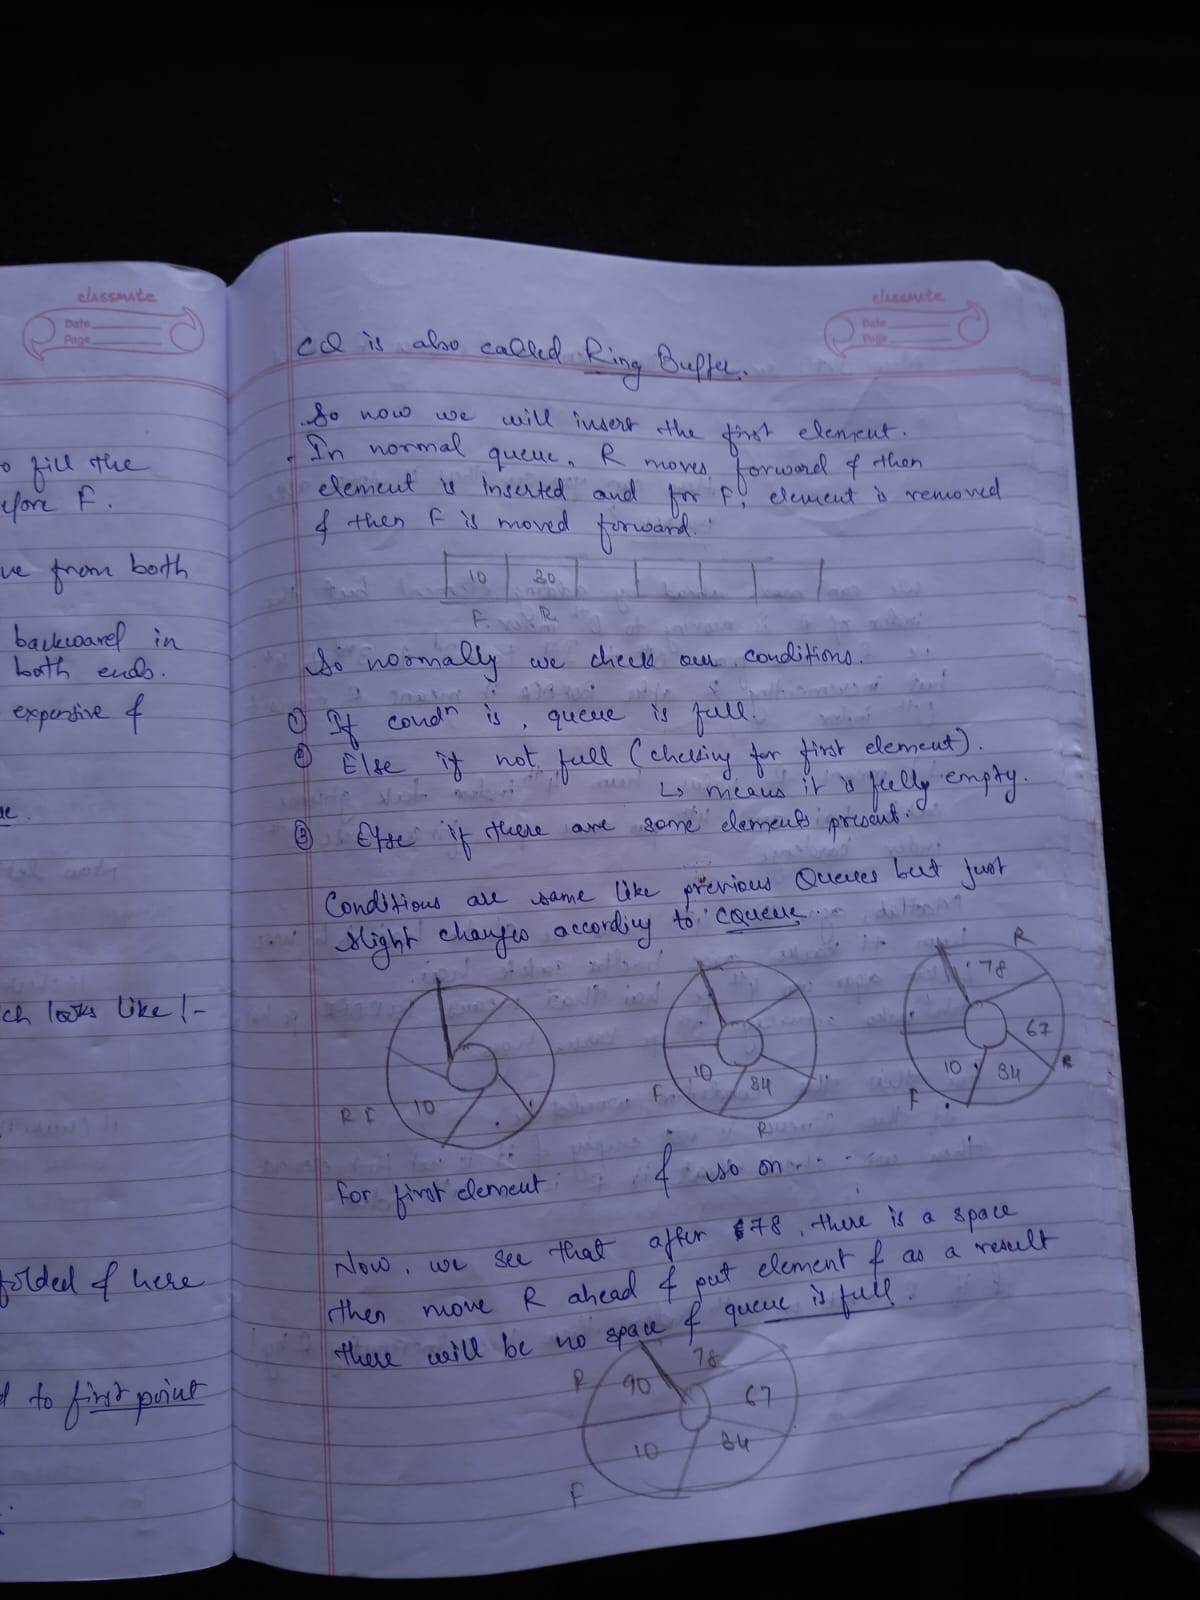 classmate
Date
Page
o fill the
efore F.
ve from both
backward in
both ends.
expensive &
ue.
ch looks like !-
folded & here
d to first point
classmate
Date
Page
CQ is also called Ring Buffer.
So now we will insert the first element.
In normal queue, R moves forward & then
element is Inserted and for F, element is removed
& then F is moved forward.
10 20
F R
So normally we check our conditions.
① If condⁿ is, queue is full.
② Else if not full (checking for first element).
↳ means it is fully empty.
③ Else if there are some elements present.
Conditions are same like previous Queues but just
slight changes according to CQueue.
R F 10
F 10 34 R
R 78 67 R 34 10 F
For first element
& so on....
Now, we see that after 78, there is a space
then move R ahead & put element & as a result
there will be no space & queue is full.
R 90 78 67 34 10 F